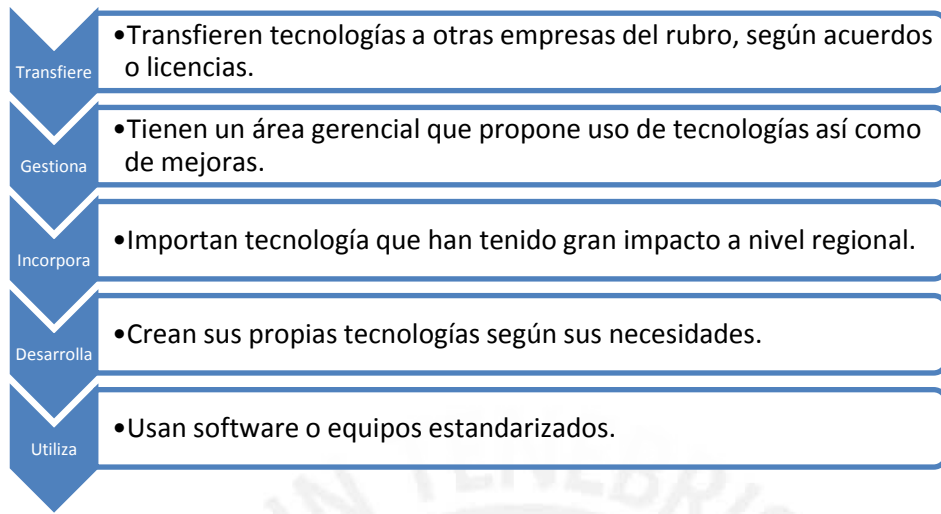 Transfiere
•Transfieren tecnologías a otras empresas del rubro, según acuerdos
o licencias.
Gestiona
•Tienen un área gerencial que propone uso de tecnologías así como
de mejoras.
Incorpora
•Importan tecnología que han tenido gran impacto a nivel regional.
Desarrolla
•Crean sus propias tecnologías según sus necesidades.
Utiliza
•Usan software o equipos estandarizados.
IN TENEBRIS